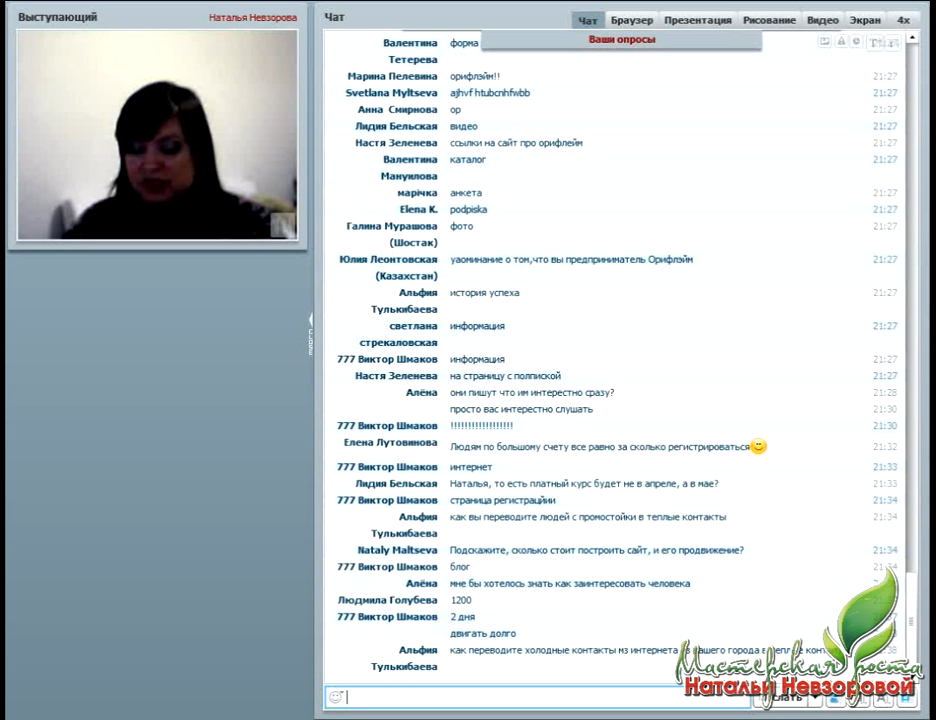 Выступающий
Наталья Невзорова
Чат
Чат Браузер Презентация Рисование Видео Экран 4x
Ваши опросы
Валентина Тетерева форма
Марина Пелевина орифлэйм!! 21:27
Svetlana Myltseva ajhvf htubcnhfwbb 21:27
Анна Смирнова ор 21:27
Лидия Бельская видео 21:27
Настя Зеленева ссылки на сайт про орифлейм 21:27
Валентина Мануилова каталог 21:27
марічка анкета 21:27
Elena K. podpiska 21:27
Галина Мурашова (Шостак) фото 21:27
Юлия Леонтовская (Казахстан) уаоминание о том,что вы предприниматель Орифлэйм 21:27
Альфия Тулькибаева история успеха 21:27
светлана стрекаловская информация 21:27
777 Виктор Шмаков информация 21:27
Настя Зеленева на страницу с полпиской 21:27
Алёна они пишут что им интерестно сразу? 21:28
просто вас интерестно слушать 21:30
777 Виктор Шмаков !!!!!!!!!!!!!!!!!! 21:30
Елена Лутовинова Людям по большому счету все равно за сколько регистрироваться 21:32
777 Виктор Шмаков интернет 21:33
Лидия Бельская Наталья, то есть платный курс будет не в апреле, а в мае? 21:33
777 Виктор Шмаков страница регистрацйии 21:34
Альфия Тулькибаева как вы переводите людей с промостойки в теплые контакты 21:34
Nataly Maltseva Подскажите, сколько стоит построить сайт, и его продвижение? 21:34
777 Виктор Шмаков блог 21:34
Алёна мне бы хотелось знать как заинтересовать человека
Людмила Голубева 1200
777 Виктор Шмаков 2 дня
двигать долго
Альфия Тулькибаева как переводите холодные контакты мз интернета
Мастерская роста
Натальи Невзоровой